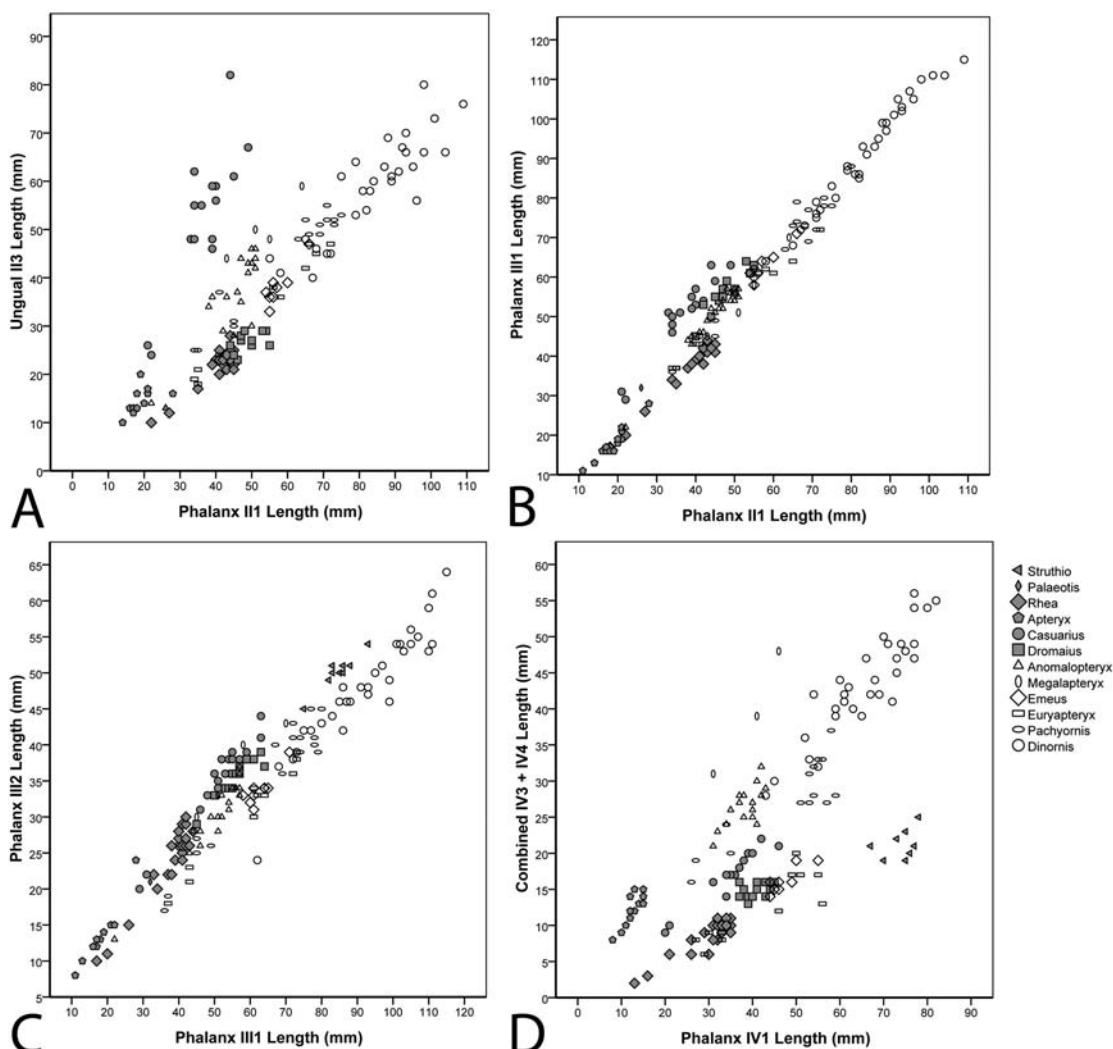 90
80
70
60
50
40
30
20
10
0
Ungual II3 Length (mm)
0 10 20 30 40 50 60 70 80 90 100 110
A
Phalanx II1 Length (mm)
120
110
100
90
80
70
60
50
40
30
20
10
Phalanx III1 Length (mm)
10 20 30 40 50 60 70 80 90 100 110
B
Phalanx II1 Length (mm)
65
60
55
50
45
40
35
30
25
20
15
10
5
Phalanx III2 Length (mm)
10 20 30 40 50 60 70 80 90 100 110 120
C
Phalanx III1 Length (mm)
60
55
50
45
40
35
30
25
20
15
10
5
0
Combined IV3 + IV4 Length (mm)
10 20 30 40 50 60 70 80 90
D
Phalanx IV1 Length (mm)
Struthio
Palaeotis
Rhea
Apteryx
Casuarius
Dromaius
Anomalopteryx
Megalapteryx
Emeus
Euryapteryx
Pachyornis
Dinornis